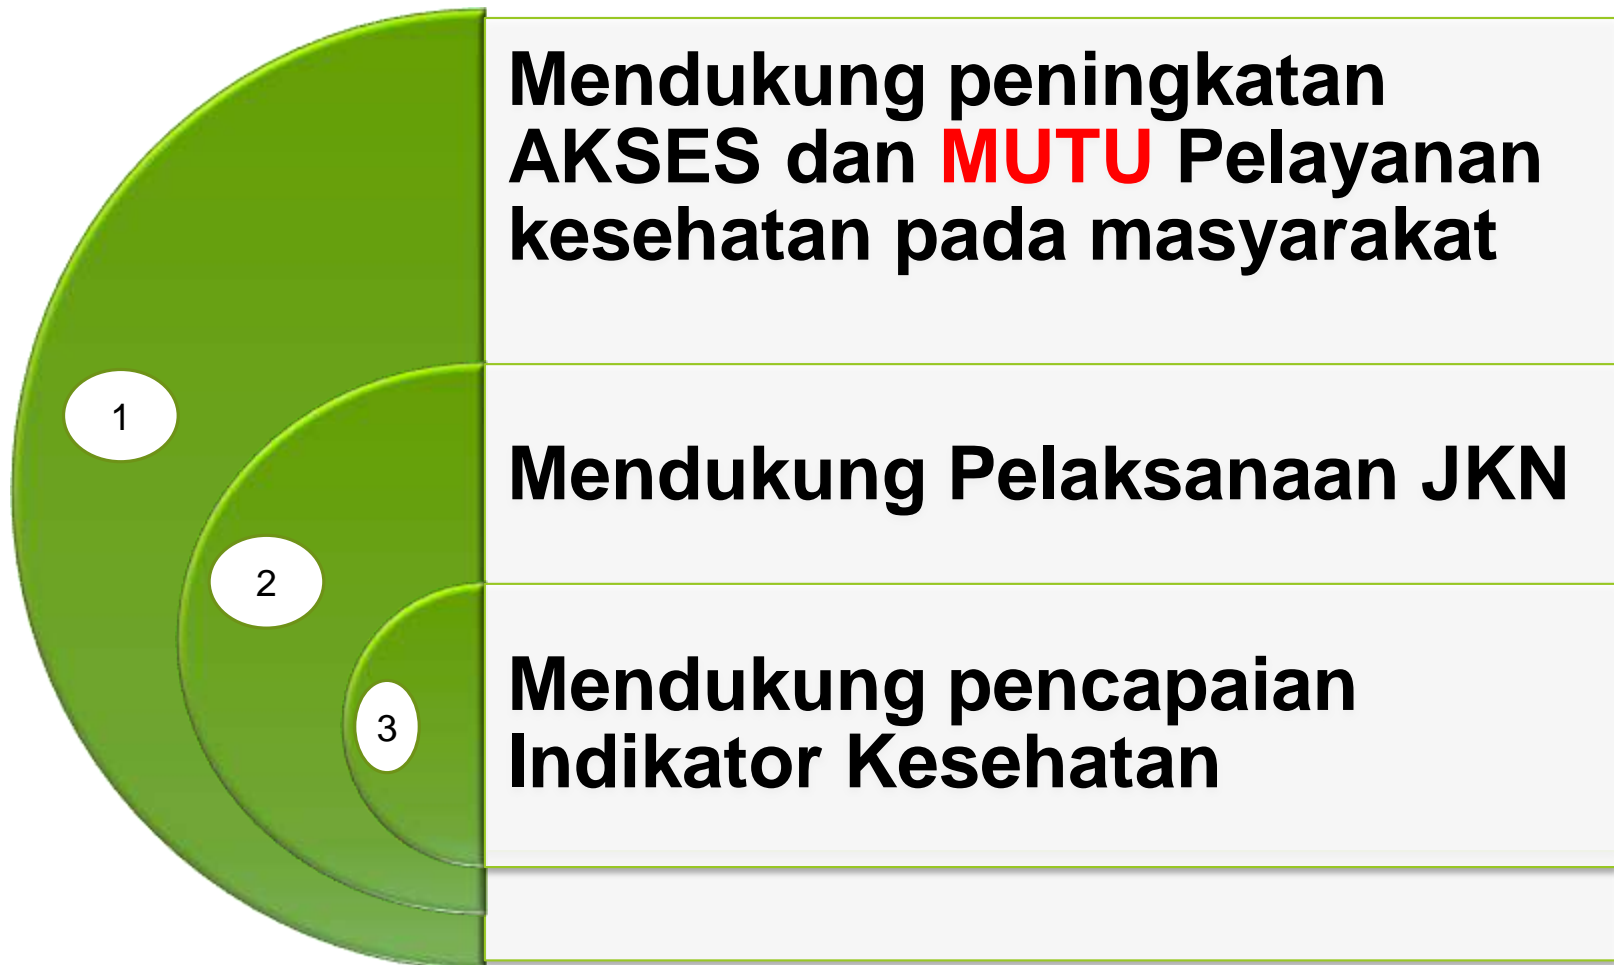 Mendukung peningkatan
AKSES dan MUTU Pelayanan
kesehatan pada masyarakat
1
Mendukung Pelaksanaan JKN
2
Mendukung pencapaian
Indikator Kesehatan
3